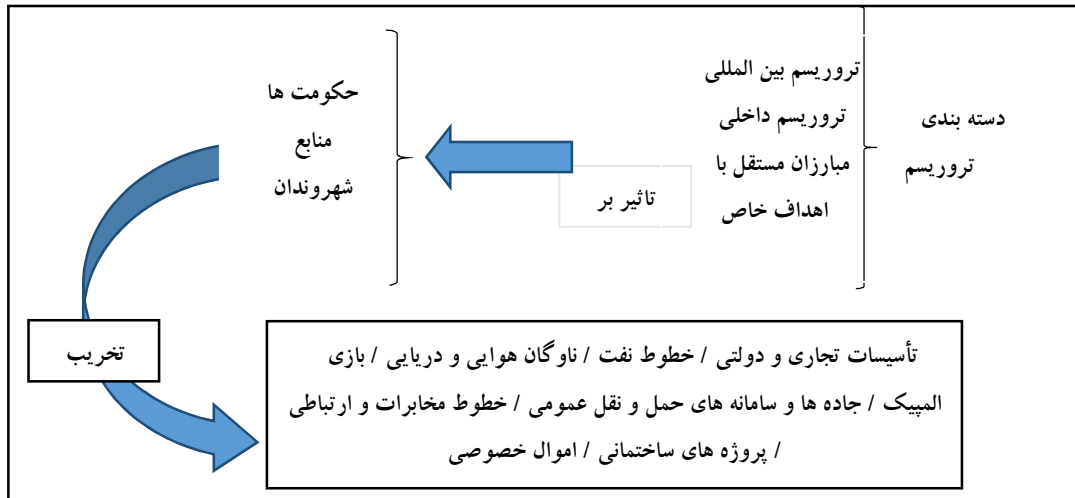 دسته بندی
تروریسم
تروریسم بین المللی
تروریسم داخلی
مبارزان مستقل با
اهداف خاص
تاثیر بر
حکومت ها
منابع
شهروندان
تخریب
تأسیسات تجاری و دولتی / خطوط نفت / ناوگان هوایی و دریایی / بازی
المپیک / جاده ها و سامانه های حمل و نقل عمومی / خطوط مخابرات و ارتباطی
/ پروژه های ساختمانی / اموال خصوصی